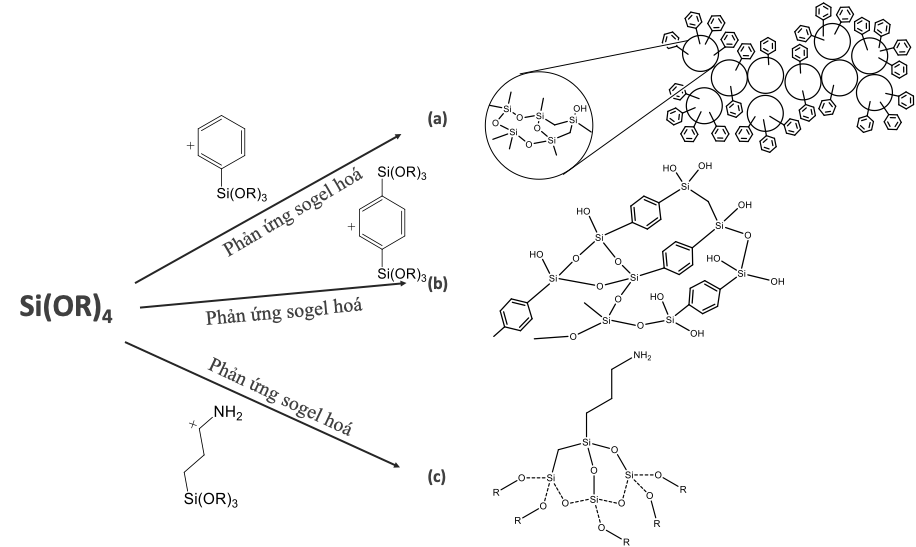 OH
Si
Si
Si
O
O
O
Si
O
Si
(a)
+
Si(OR)₃
Phản ứng sogel hoá
Si(OR)₃
+
Si(OR)₃
(b)
Si(OR)₄
Phản ứng sogel hoá
HO
OH
Si
HO
OH
Si
Si
O
HO
O
O
HO
OH
Si
Si
Si
OH
O
O
HO
Si
O
Si
O
OH
Phản ứng sogel hoá
NH₂
+
NH₂
Si(OR)₃
(c)
Si
O
O
O
Si
Si
O
R
O
O
Si
O
O
R
O
R
O
R